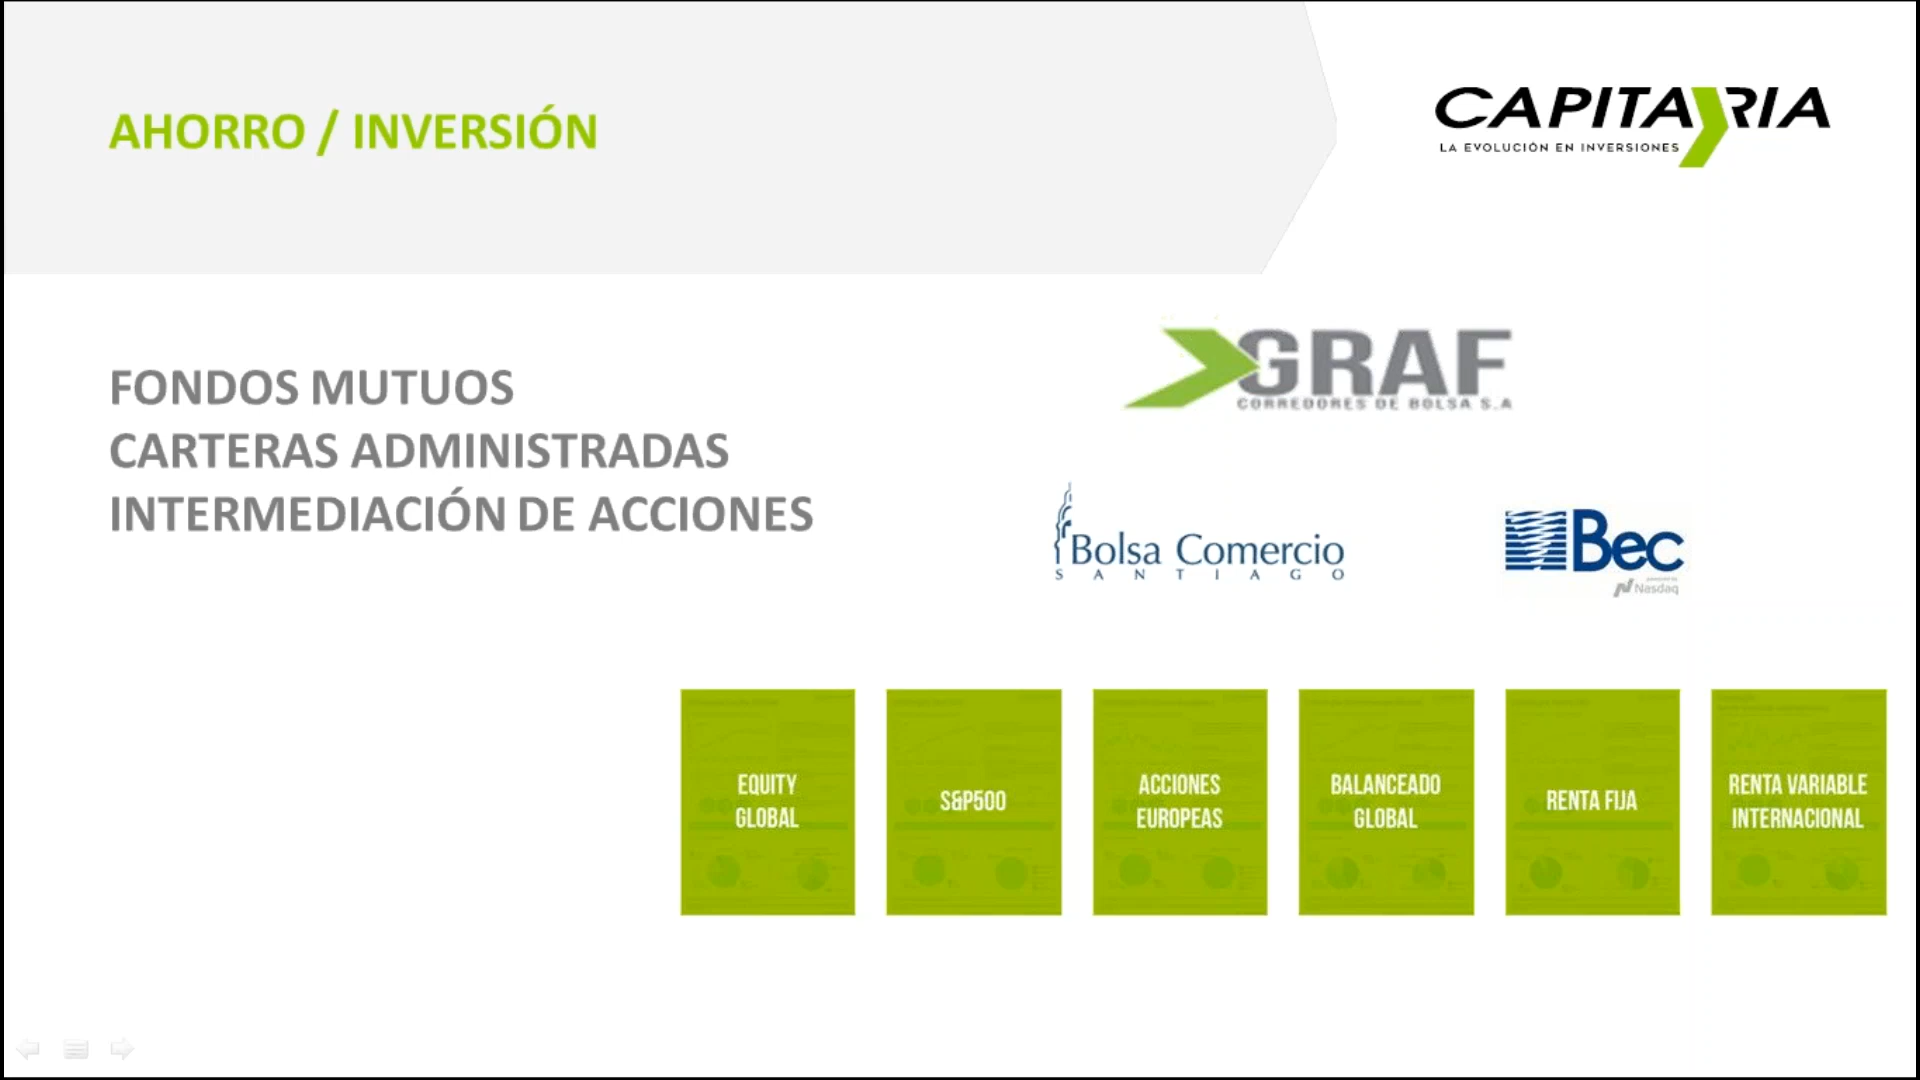 AHORRO / INVERSIÓN
CAPITARIA
LA EVOLUCIÓN EN INVERSIONES
FONDOS MUTUOS
CARTERAS ADMINISTRADAS
INTERMEDIACIÓN DE ACCIONES
GRAF
CORREDORES DE BOLSA S.A
Bolsa Comercio
SANTIAGO
Bec
Nasdaq
EQUITY
GLOBAL
S&P500
ACCIONES
EUROPEAS
BALANCEADO
GLOBAL
RENTA FIJA
RENTA VARIABLE
INTERNACIONAL